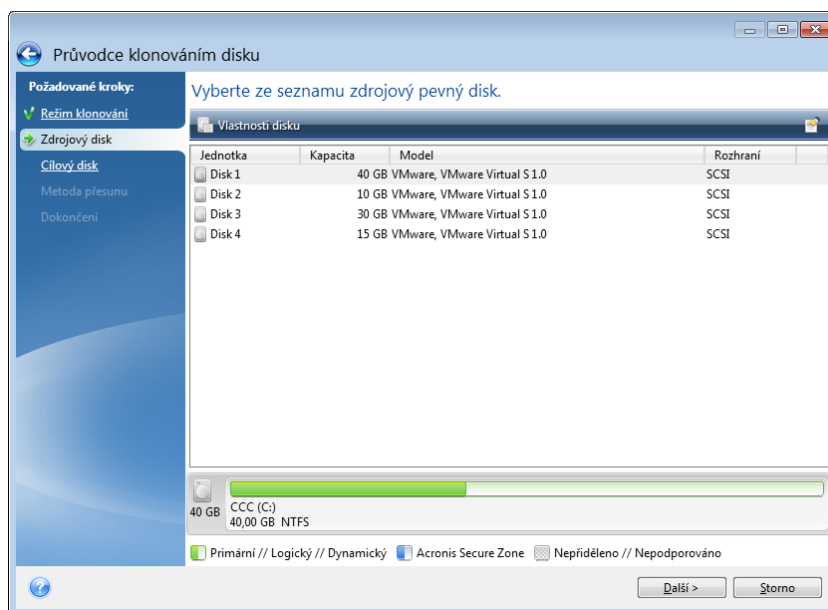 Průvodce klonováním disku
Požadované kroky:
Režim klonování
Zdrojový disk
Cílový disk
Metoda přesunu
Dokončení
Vyberte ze seznamu zdrojový pevný disk.
Vlastnosti disku
Jednotka Kapacita Model Rozhraní
Disk 1 40 GB VMware, VMware Virtual S 1.0 SCSI
Disk 2 10 GB VMware, VMware Virtual S 1.0 SCSI
Disk 3 30 GB VMware, VMware Virtual S 1.0 SCSI
Disk 4 15 GB VMware, VMware Virtual S 1.0 SCSI
40 GB
CCC (C:)
40,00 GB NTFS
Primární // Logický // Dynamický Acronis Secure Zone Nepřiděleno // Nepodporováno
? Další > Storno